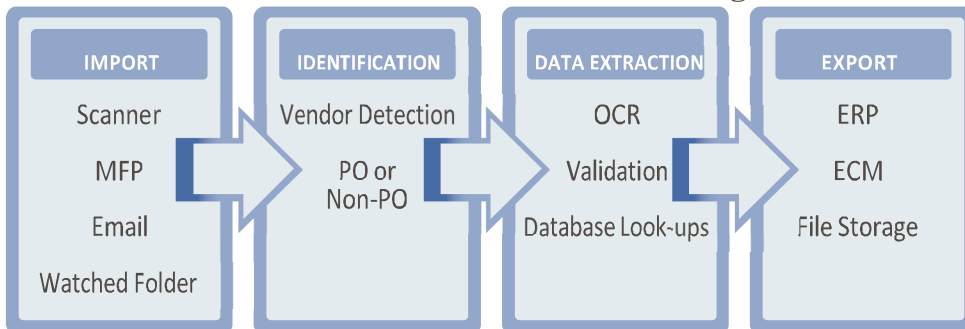 IMPORT
Scanner
MFP
Email
Watched Folder
IDENTIFICATION
Vendor Detection
PO or
Non-PO
DATA EXTRACTION
OCR
Validation
Database Look-ups
EXPORT
ERP
ECM
File Storage